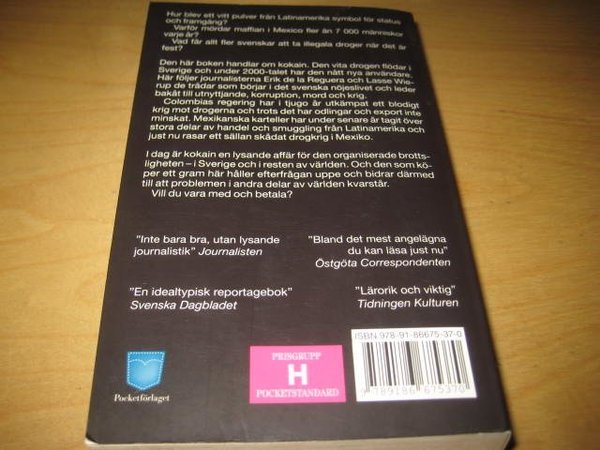 Hur blev ett vitt pulver från Latinamerika symbol för status
och framgång?
Varför mördar maffian i Mexico fler än 7 000 människor
varje år?
Vad får allt fler svenskar att ta illegala droger när det är
fest?
Den här boken handlar om kokain. Den vita drogen flödar i
Sverige och under 2000-talet har den nått nya användare.
Här följer journalisterna Erik de la Reguera och Lasse Wie-
rup de trådar som börjar i det svenska nöjeslivet och leder
bakåt till utnyttjande, korruption, mord och krig.
Colombias regering har i tjugo år utkämpat ett blodigt
krig mot drogerna och trots det har odlingar och export inte
minskat. Mexikanska karteller har under senare år tagit över
stora delar av handel och smuggling från Latinamerika och
just nu rasar ett sällan skådat drogkrig i Mexiko.
I dag är kokain en lysande affär för den organiserade brotts-
ligheten – i Sverige och i resten av världen. Och den som kö-
per ett gram här håller efterfrågan uppe och bidrar därmed
till att problemen i andra delar av världen kvarstår.
Vill du vara med och betala?
"Inte bara bra, utan lysande
journalistik" Journalisten
"Bland det mest angelägna
du kan läsa just nu"
Östgöta Correspondenten
"En idealtypisk reportagebok"
Svenska Dagbladet
"Lärorik och viktig"
Tidningen Kulturen
Pocketförlaget
PRISGRUPP
H
POCKETSTANDARD
ISBN 978-91-86675-37-0
9 789186 675370